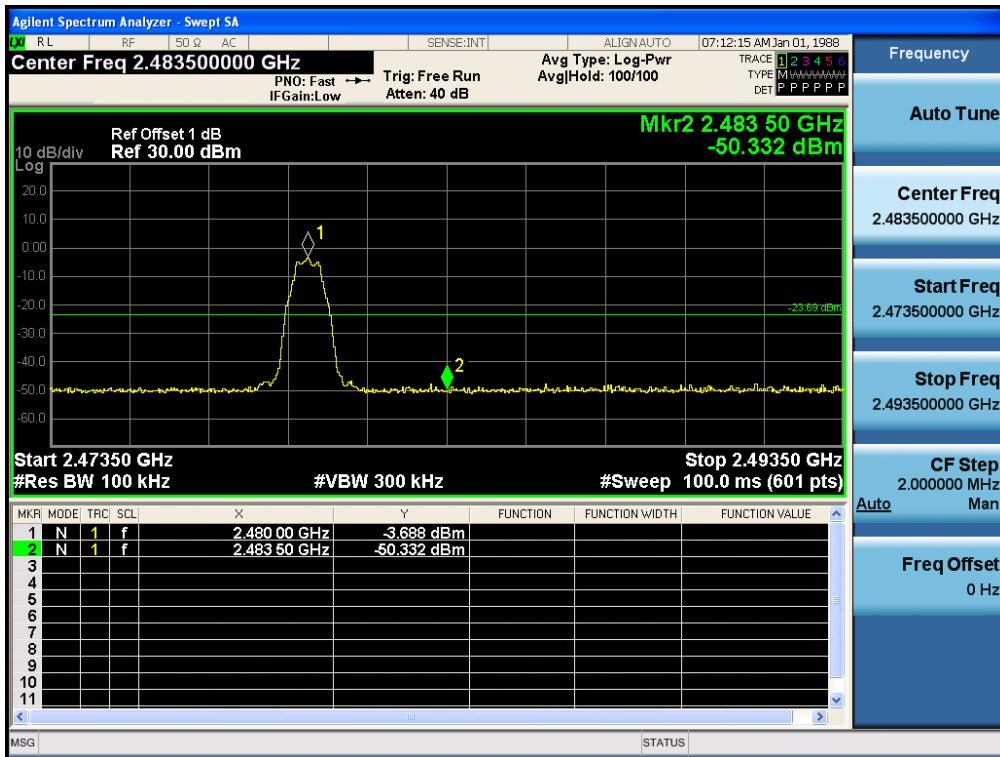 Agilent Spectrum Analyzer - Swept SA
LXI RL RF 50 Ω AC SENSE:INT ALIGNAUTO 07:12:15 AM Jan 01, 1988
Center Freq 2.483500000 GHz
PNO: Fast
IFGain:Low
Trig: Free Run
Atten: 40 dB
Avg Type: Log-Pwr
Avg|Hold: 100/100
TRACE 1 2 3 4 5 6
TYPE M
DET P P P P P P
Mkr2 2.483 50 GHz
-50.332 dBm
Ref Offset 1 dB
10 dB/div Ref 30.00 dBm
Log
20.0
10.0
0.00
-10.0
-20.0
-30.0
-40.0
-50.0
-60.0
1
2
-23.69 dBm
Start 2.47350 GHz Stop 2.49350 GHz
#Res BW 100 kHz #VBW 300 kHz #Sweep 100.0 ms (601 pts)
MKR MODE TRC SCL X Y FUNCTION FUNCTION WIDTH FUNCTION VALUE
1 N 1 f 2.480 00 GHz -3.688 dBm
2 N 1 f 2.483 50 GHz -50.332 dBm
3
4
5
6
7
8
9
10
11
MSG STATUS
Frequency
Auto Tune
Center Freq
2.483500000 GHz
Start Freq
2.473500000 GHz
Stop Freq
2.493500000 GHz
CF Step
2.000000 MHz
Auto Man
Freq Offset
0 Hz